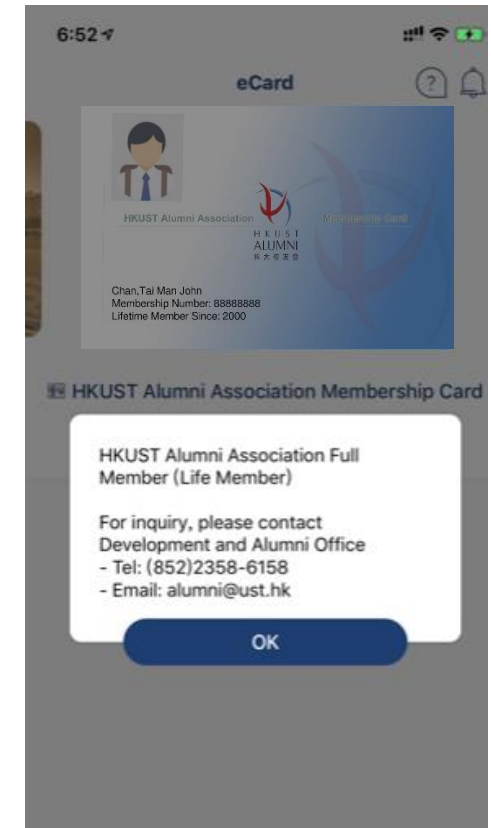 6:52
eCard
?
HKUST Alumni Association
Membership Card
HKUST
ALUMNI
科大校友會
Chan,Tai Man John
Membership Number: 88888888
Lifetime Member Since: 2000
HKUST Alumni Association Membership Card
HKUST Alumni Association Full
Member (Life Member)
For inquiry, please contact
Development and Alumni Office
- Tel: (852)2358-6158
- Email: alumni@ust.hk
OK